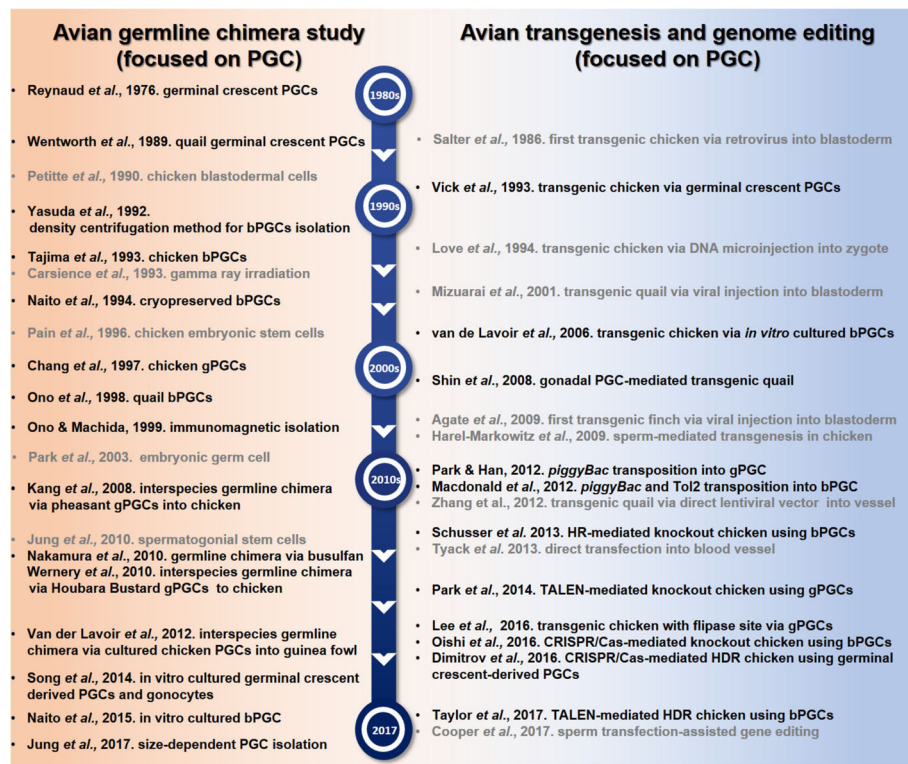 Avian germline chimera study
(focused on PGC)
Reynaud et al., 1976. germinal crescent PGCs
Wentworth et al., 1989. quail germinal crescent PGCs
Petitte et al., 1990. chicken blastodermal cells
Yasuda et al., 1992.
density centrifugation method for bPGCs isolation
Tajima et al., 1993. chicken bPGCs
Carsience et al., 1993. gamma ray irradiation
Naito et al., 1994. cryopreserved bPGCs
Pain et al., 1996. chicken embryonic stem cells
Chang et al., 1997. chicken gPGCs
Ono et al., 1998. quail bPGCs
Ono & Machida, 1999. immunomagnetic isolation
Park et al., 2003. embryonic germ cell
Kang et al., 2008. interspecies germline chimera
via pheasant gPGCs into chicken
Jung et al., 2010. spermatogonial stem cells
Nakamura et al., 2010. germline chimera via busulfan
Wernery et al., 2010. interspecies germline chimera
via Houbara Bustard gPGCs to chicken
Van der Lavoir et al., 2012. interspecies germline
chimera via cultured chicken PGCs into guinea fowl
Song et al., 2014. in vitro cultured germinal crescent
derived PGCs and gonocytes
Naito et al., 2015. in vitro cultured bPGC
Jung et al., 2017. size-dependent PGC isolation
1980s
1990s
2000s
2010s
2017
Avian transgenesis and genome editing
(focused on PGC)
Salter et al., 1986. first transgenic chicken via retrovirus into blastoderm
Vick et al., 1993. transgenic chicken via germinal crescent PGCs
Love et al., 1994. transgenic chicken via DNA microinjection into zygote
Mizuarai et al., 2001. transgenic quail via viral injection into blastoderm
van de Lavoir et al., 2006. transgenic chicken via in vitro cultured bPGCs
Shin et al., 2008. gonadal PGC-mediated transgenic quail
Agate et al., 2009. first transgenic finch via viral injection into blastoderm
Harel-Markowitz et al., 2009. sperm-mediated transgenesis in chicken
Park & Han, 2012. piggyBac transposition into gPGC
Macdonald et al., 2012. piggyBac and Tol2 transposition into bPGC
Zhang et al., 2012. transgenic quail via direct lentiviral vector into vessel
Schusser et al. 2013. HR-mediated knockout chicken using bPGCs
Tyack et al. 2013. direct transfection into blood vessel
Park et al., 2014. TALEN-mediated knockout chicken using gPGCs
Lee et al., 2016. transgenic chicken with flipase site via gPGCs
Oishi et al., 2016. CRISPR/Cas-mediated knockout chicken using bPGCs
Dimitrov et al., 2016. CRISPR/Cas-mediated HDR chicken using germinal
crescent-derived PGCs
Taylor et al., 2017. TALEN-mediated HDR chicken using bPGCs
Cooper et al., 2017. sperm transfection-assisted gene editing